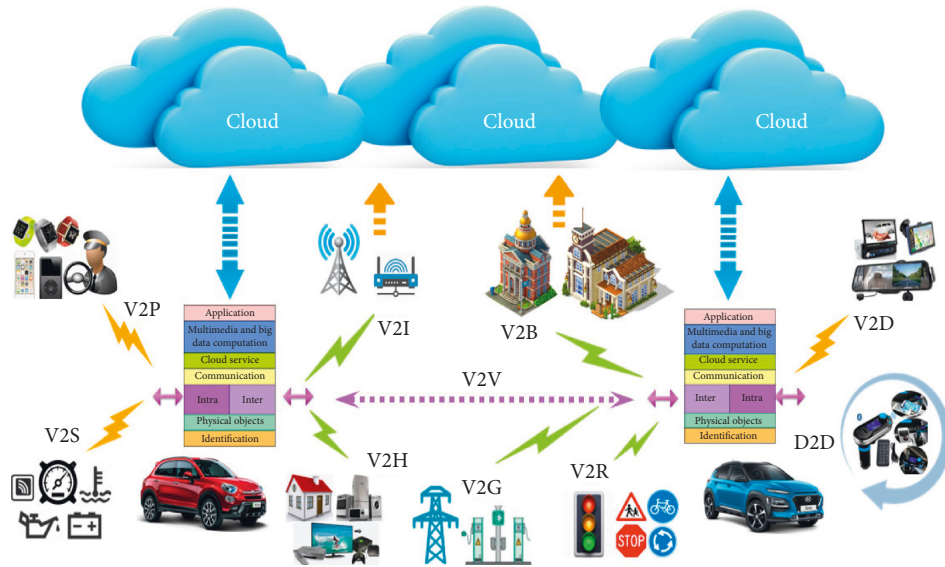 Cloud
Cloud
Cloud
V2P
V2I
V2B
V2D
Application
Multimedia and big
data computation
Cloud service
Communication
Intra
Inter
Physical objects
Identification
V2V
Application
Multimedia and big
data computation
Cloud service
Communication
Inter
Intra
Physical objects
Identification
V2S
V2H
V2G
V2R
STOP
D2D